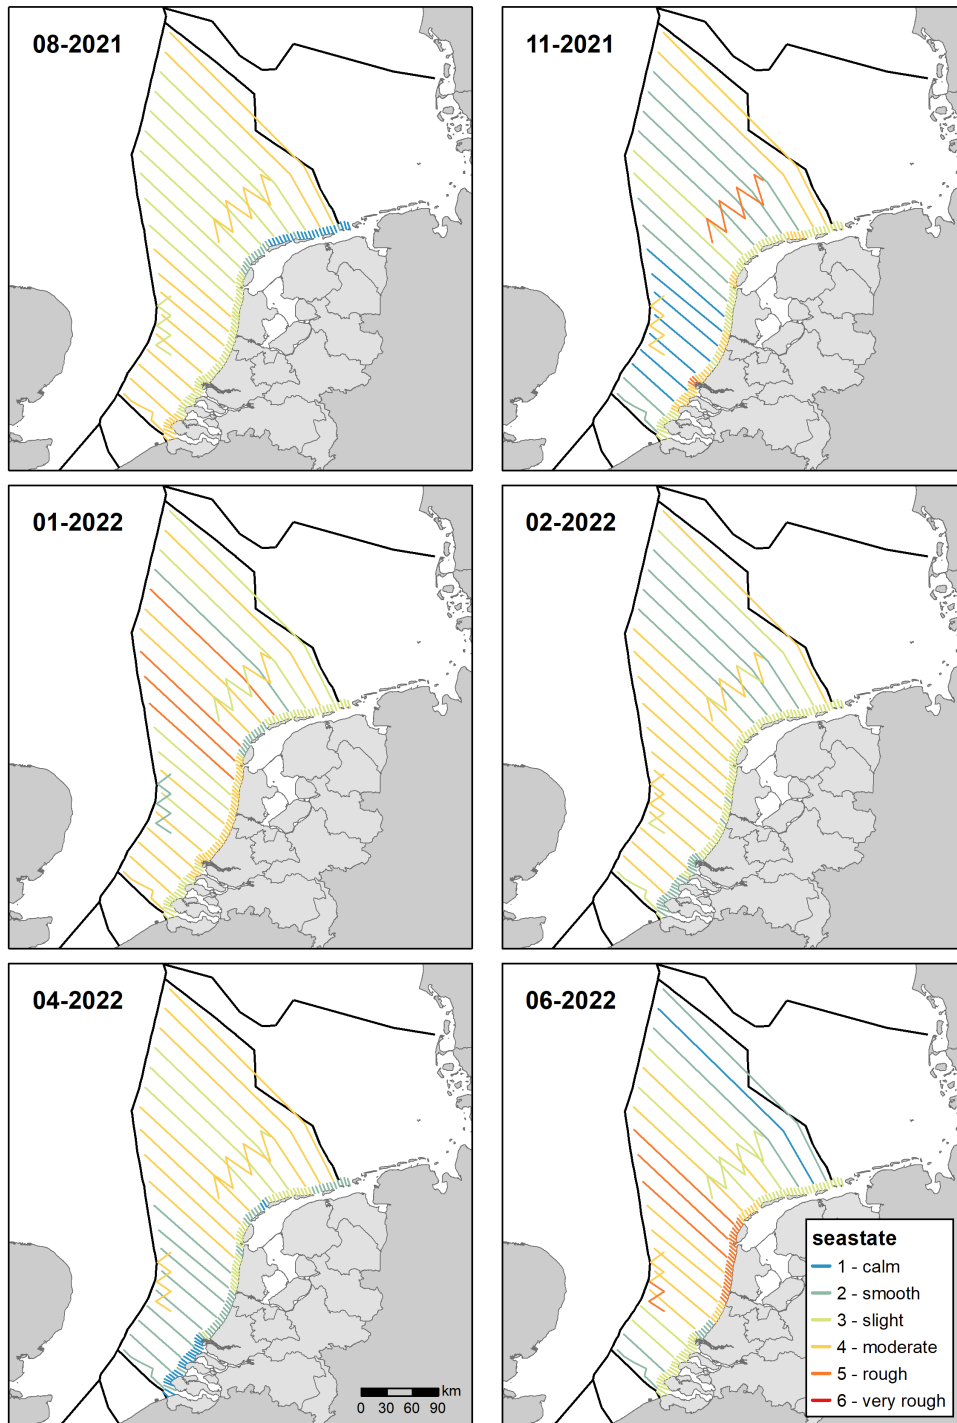 08-2021
11-2021
01-2022
02-2022
04-2022
06-2022
seastate
1 - calm
2 - smooth
3 - slight
4 - moderate
5 - rough
6 - very rough
km
0 30 60 90